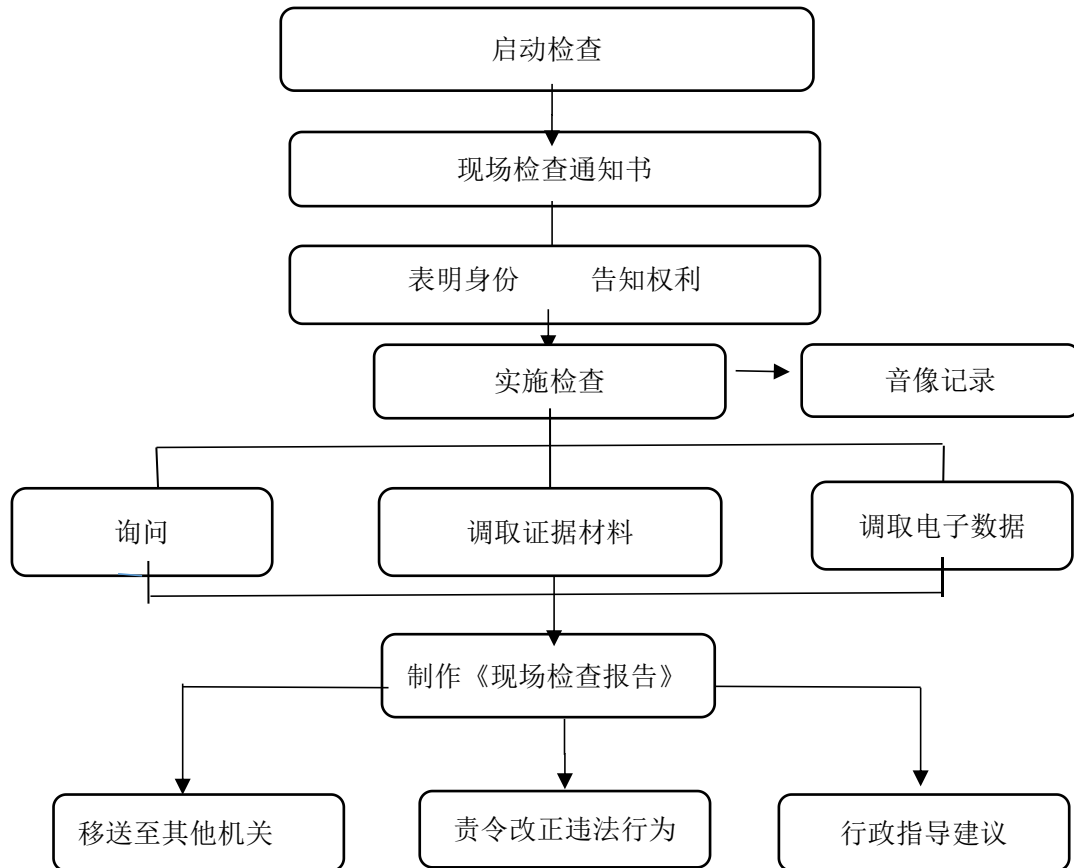 启动检查
现场检查通知书
表明身份 告知权利
实施检查
音像记录
询问
调取证据材料
调取电子数据
制作《现场检查报告》
移送至其他机关
责令改正违法行为
行政指导建议